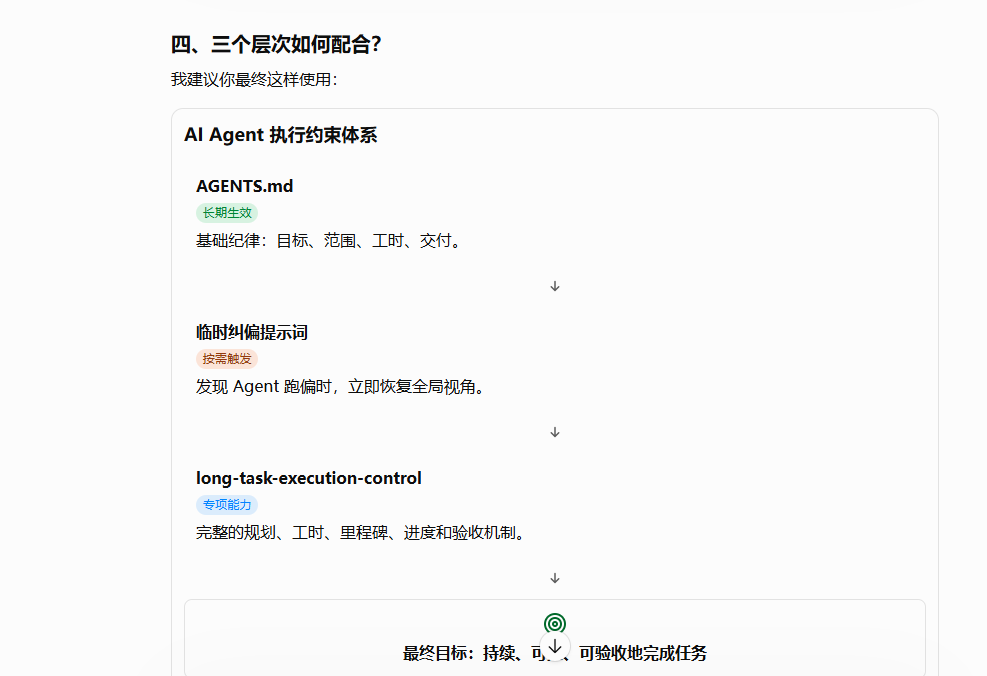 四、三个层次如何配合？
我建议你最终这样使用：
AI Agent 执行约束体系
AGENTS.md
长期生效
基础纪律：目标、范围、工时、交付。
↓
临时纠偏提示词
按需触发
发现 Agent 跑偏时，立即恢复全局视角。
↓
long-task-execution-control
专项能力
完整的规划、工时、里程碑、进度和验收机制。
↓
最终目标：持续、可、可验收地完成任务